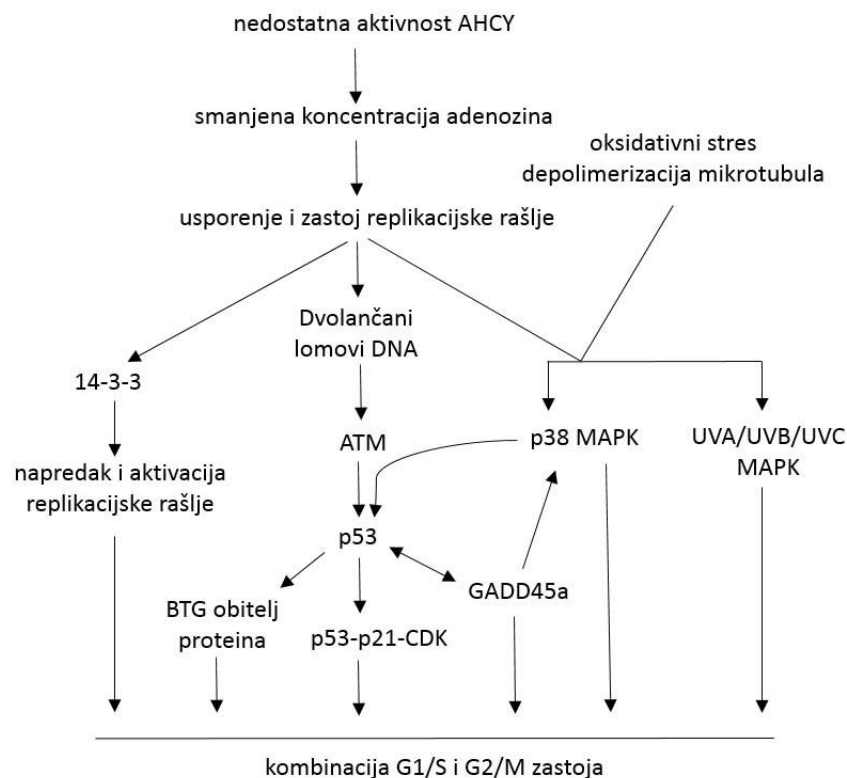 nedostatna aktivnost AHCY
smanjena koncentracija adenozina
oksidativni stres
depolimerizacija mikrotubula
usporenje i zastoj replikacijske rašlje
Dvolančani
lomovi DNA
14-3-3
ATM
p38 MAPK
UVA/UVB/UVC
MAPK
napredak i aktivacija
replikacijske rašlje
p53
GADD45a
BTG obitelj
proteina
p53-p21-CDK
kombinacija G1/S i G2/M zastoja